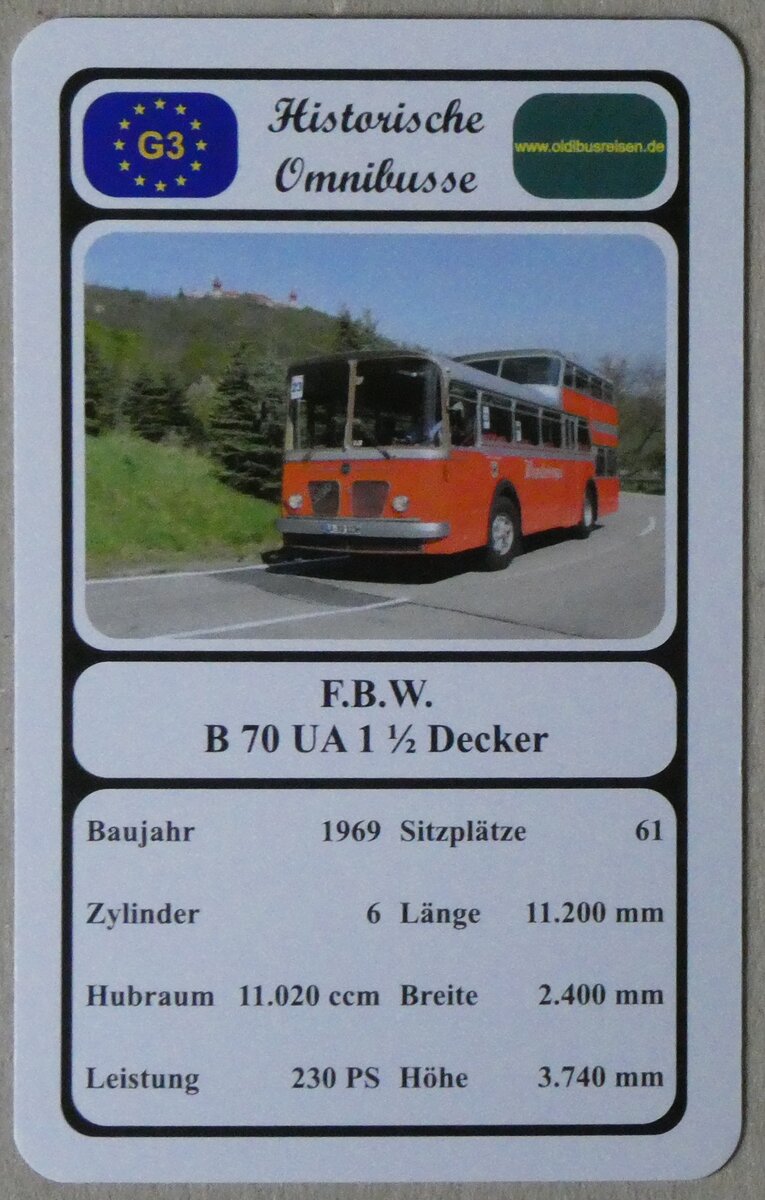 G3
Historische
Omnibusse
www.oldibusreisen.de
23
F.B.W.
B 70 UA 1 ½ Decker
Baujahr 1969 Sitzplätze 61
Zylinder 6 Länge 11.200 mm
Hubraum 11.020 ccm Breite 2.400 mm
Leistung 230 PS Höhe 3.740 mm